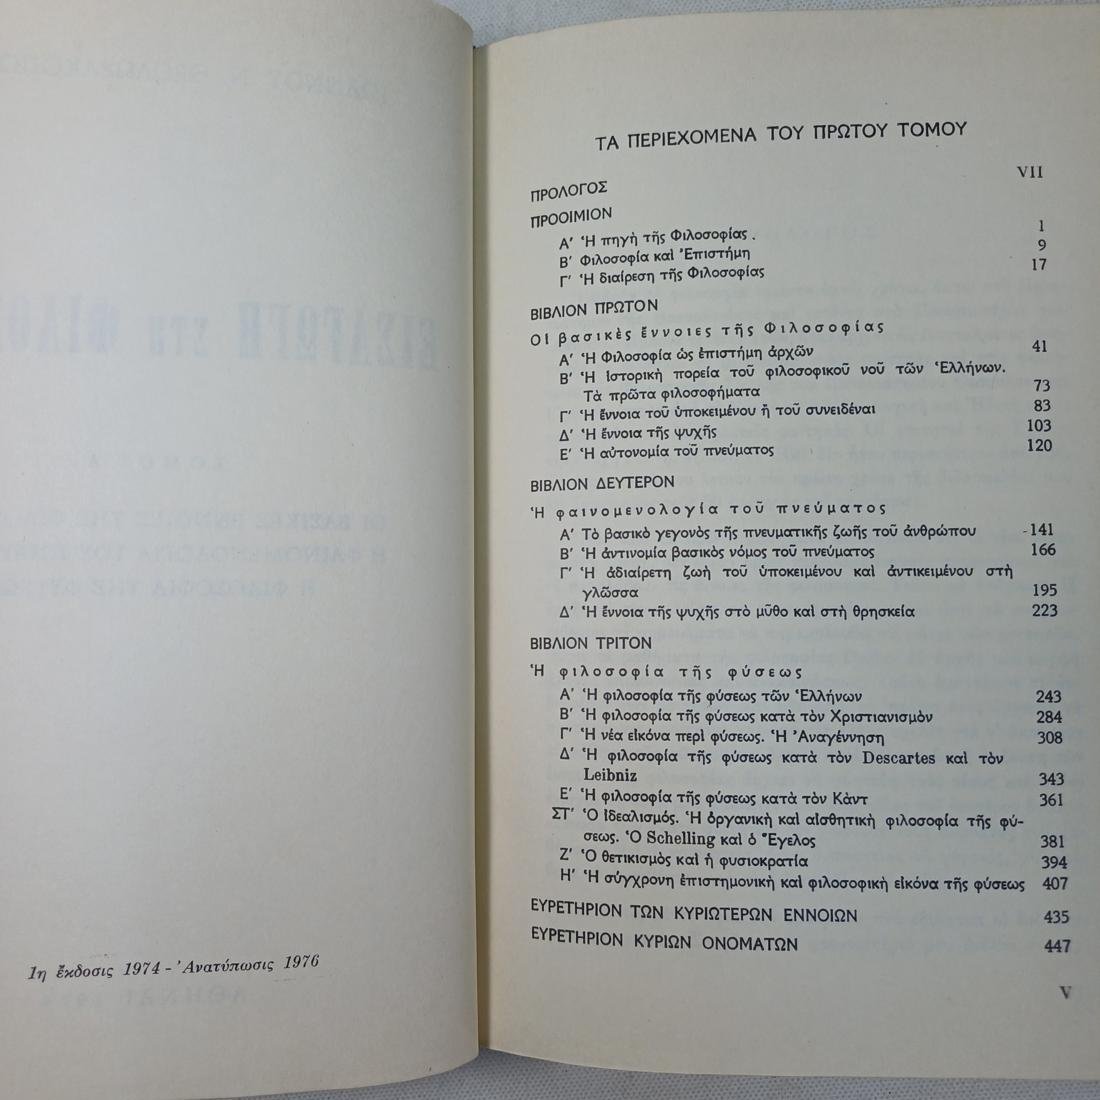 1η ἔκδοσις 1974 - Ἀνατύπωσις 1976
ΤΑ ΠΕΡΙΕΧΟΜΕΝΑ ΤΟΥ ΠΡΩΤΟΥ ΤΟΜΟΥ
ΠΡΟΛΟΓΟΣ VII
ΠΡΟΟΙΜΙΟΝ
Α′ Ἡ πηγὴ τῆς Φιλοσοφίας . 1
Β′ Φιλοσοφία καὶ Ἐπιστήμη 9
Γ′ Ἡ διαίρεση τῆς Φιλοσοφίας 17
ΒΙΒΛΙΟΝ ΠΡΩΤΟΝ
Οἱ βασικὲς ἔννοιες τῆς Φιλοσοφίας
Α′ Ἡ Φιλοσοφία ὡς ἐπιστήμη ἀρχῶν 41
Β′ Ἡ ἱστορικὴ πορεία τοῦ φιλοσοφικοῦ νοῦ τῶν Ἑλλήνων.
Τὰ πρῶτα φιλοσοφήματα 73
Γ′ Ἡ ἔννοια τοῦ ὑποκειμένου ἢ τοῦ συνειδέναι 83
Δ′ Ἡ ἔννοια τῆς ψυχῆς 103
Ε′ Ἡ αὐτονομία τοῦ πνεύματος 120
ΒΙΒΛΙΟΝ ΔΕΥΤΕΡΟΝ
Ἡ φαινομενολογία τοῦ πνεύματος
Α′ Τὸ βασικὸ γεγονὸς τῆς πνευματικῆς ζωῆς τοῦ ἀνθρώπου 141
Β′ Ἡ ἀντινομία βασικὸς νόμος τοῦ πνεύματος 166
Γ′ Ἡ ἀδιαίρετη ζωὴ τοῦ ὑποκειμένου καὶ ἀντικειμένου στὴ
γλῶσσα 195
Δ′ Ἡ ἔννοια τῆς ψυχῆς στὸ μῦθο καὶ στὴ θρησκεία 223
ΒΙΒΛΙΟΝ ΤΡΙΤΟΝ
Ἡ φιλοσοφία τῆς φύσεως
Α′ Ἡ φιλοσοφία τῆς φύσεως τῶν Ἑλλήνων 243
Β′ Ἡ φιλοσοφία τῆς φύσεως κατὰ τὸν Χριστιανισμὸν 284
Γ′ Ἡ νέα εἰκόνα περὶ φύσεως. Ἡ Ἀναγέννηση 308
Δ′ Ἡ φιλοσοφία τῆς φύσεως κατὰ τὸν Descartes καὶ τὸν
Leibniz 343
Ε′ Ἡ φιλοσοφία τῆς φύσεως κατὰ τὸν Κὰντ 361
ΣΤ′ Ὁ ἰδεαλισμός. Ἡ ὀργανικὴ καὶ αἰσθητικὴ φιλοσοφία τῆς φύ-
σεως. Ὁ Schelling καὶ ὁ Ἔγελος 381
Ζ′ Ὁ θετικισμὸς καὶ ἡ φυσιοκρατία 394
Η′ Ἡ σύγχρονη ἐπιστημονικὴ καὶ φιλοσοφικὴ εἰκόνα τῆς φύσεως 407
ΕΥΡΕΤΗΡΙΟΝ ΤΩΝ ΚΥΡΙΩΤΕΡΩΝ ΕΝΝΟΙΩΝ 435
ΕΥΡΕΤΗΡΙΟΝ ΚΥΡΙΩΝ ΟΝΟΜΑΤΩΝ 447
V